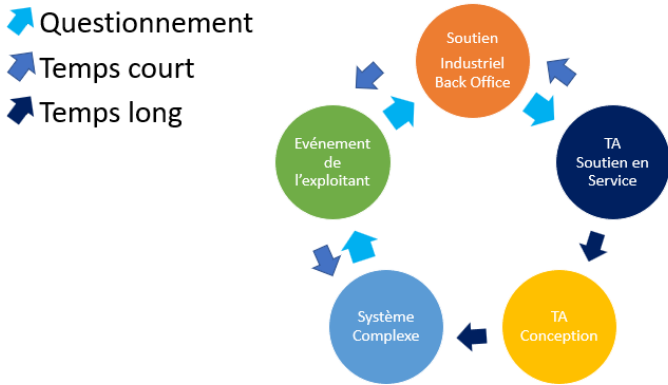 Questionnement
Temps court
Temps long
Soutien
Industriel
Back Office
Evénement
de
l'exploitant
TA
Soutien en
Service
Système
Complexe
TA
Conception